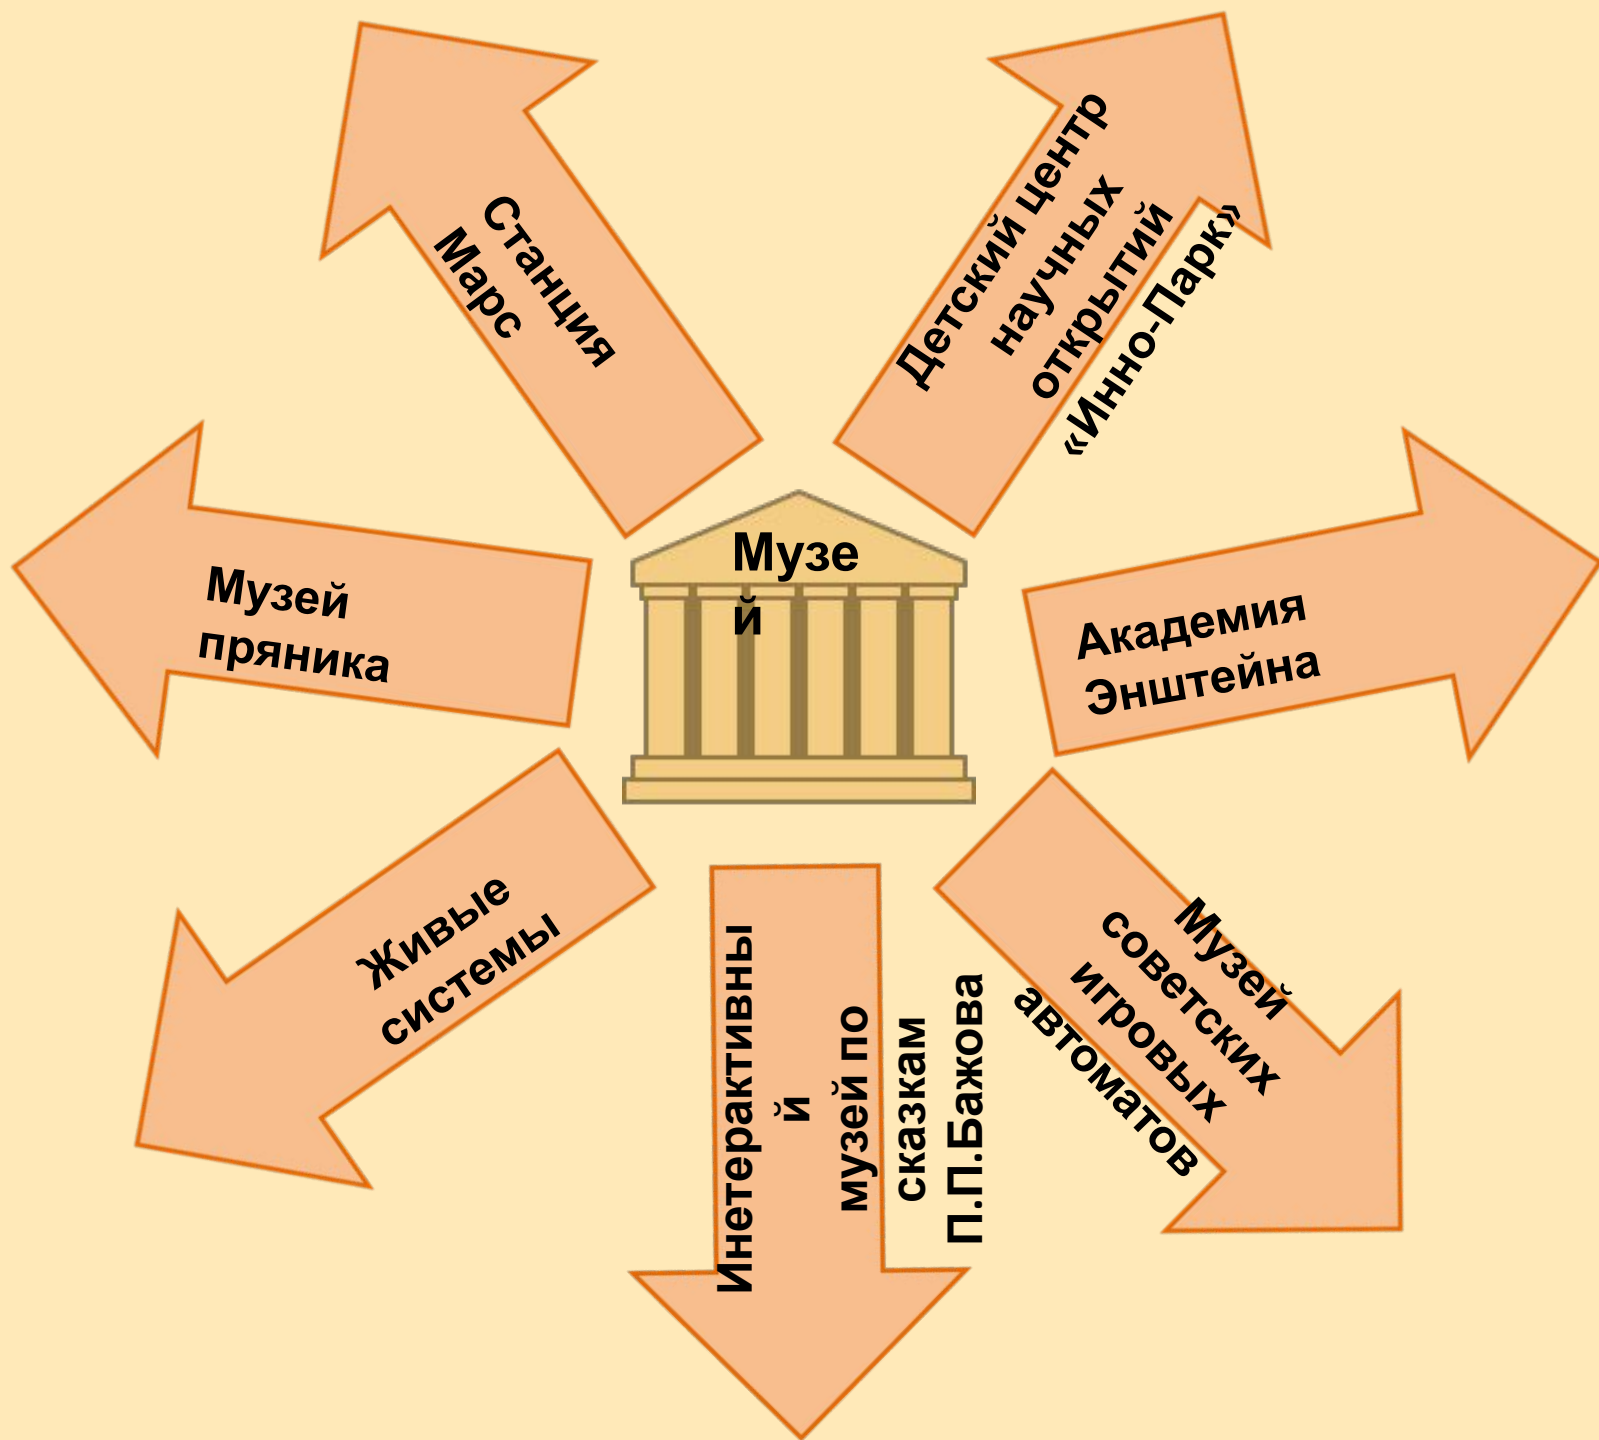 Станция
Марс
Детский центр
научных
открытий
«Инно-Парк»
Музе
й
Музей
пряника
Академия
Энштейна
Живые
системы
Инетерактивны
й
музей по
сказкам
П.П.Бажова
Музей
советских
игровых
автоматов